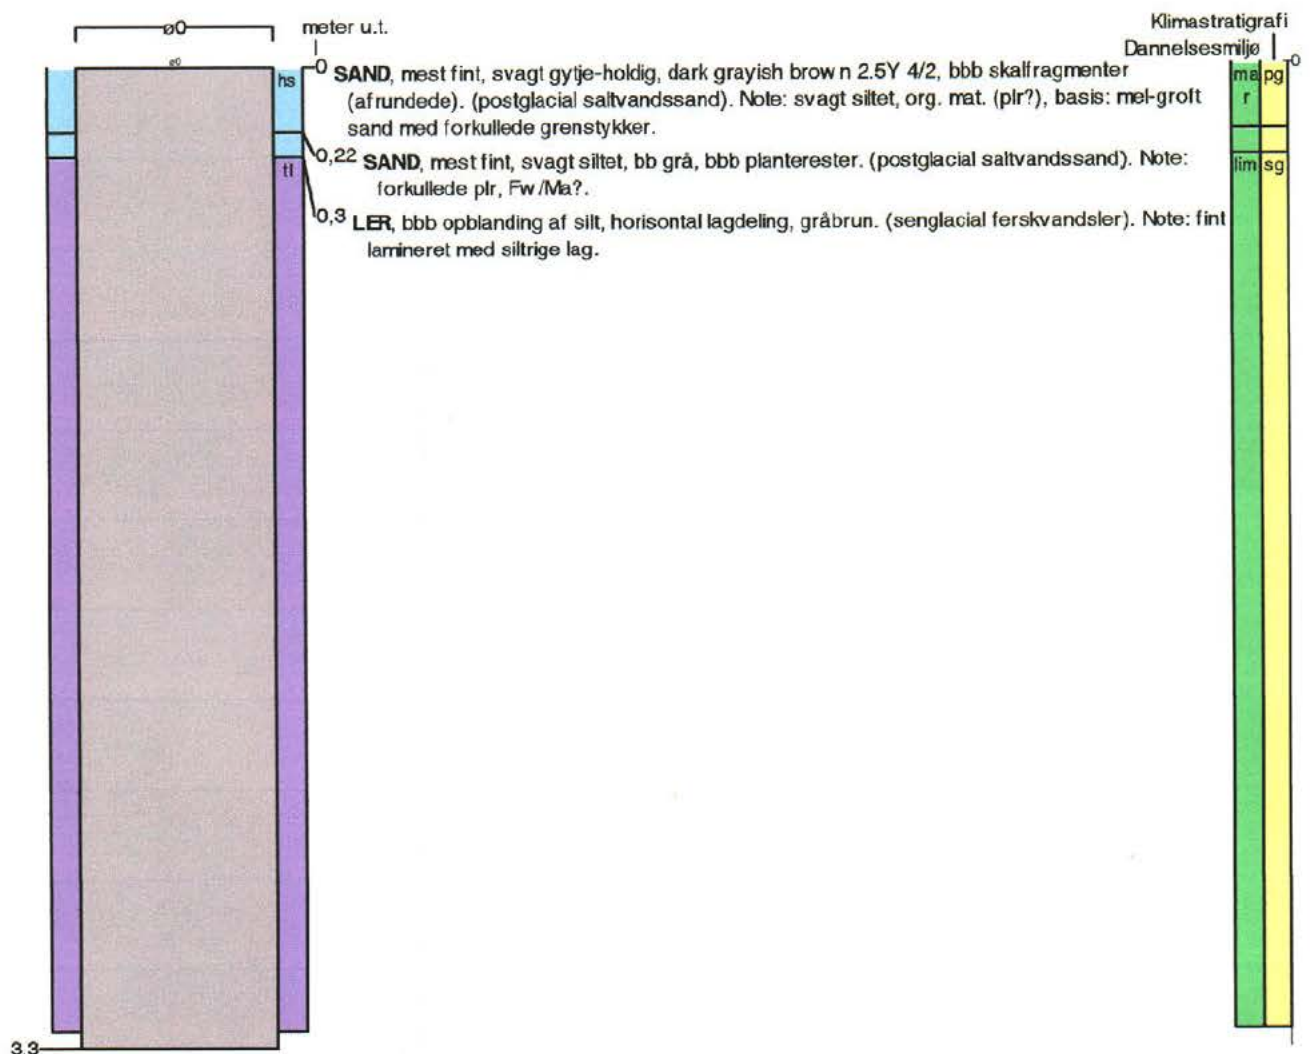 ø0
meter u.t.
Klimastratigrafi
Dannelsesmiljø
ø0
0
0
hs
SAND, mest fint, svagt gytje-holdig, dark grayish brown 2.5Y 4/2, bbb skalfragmenter
(afrundede). (postglacial saltvandssand). Note: svagt siltet, org. mat. (plr?), basis: mel-groft
sand med forkullede grenstykker.
ma
r
pg
0,22 SAND, mest fint, svagt siltet, bb grå, bbb planterester. (postglacial saltvandssand). Note:
forkullede plr, Fw/Ma?.
tl
lim
sg
0,3 LER, bbb opblanding af silt, horisontal lagdeling, gråbrun. (senglacial ferskvandsler). Note: fint
lamineret med siltrige lag.
3.3